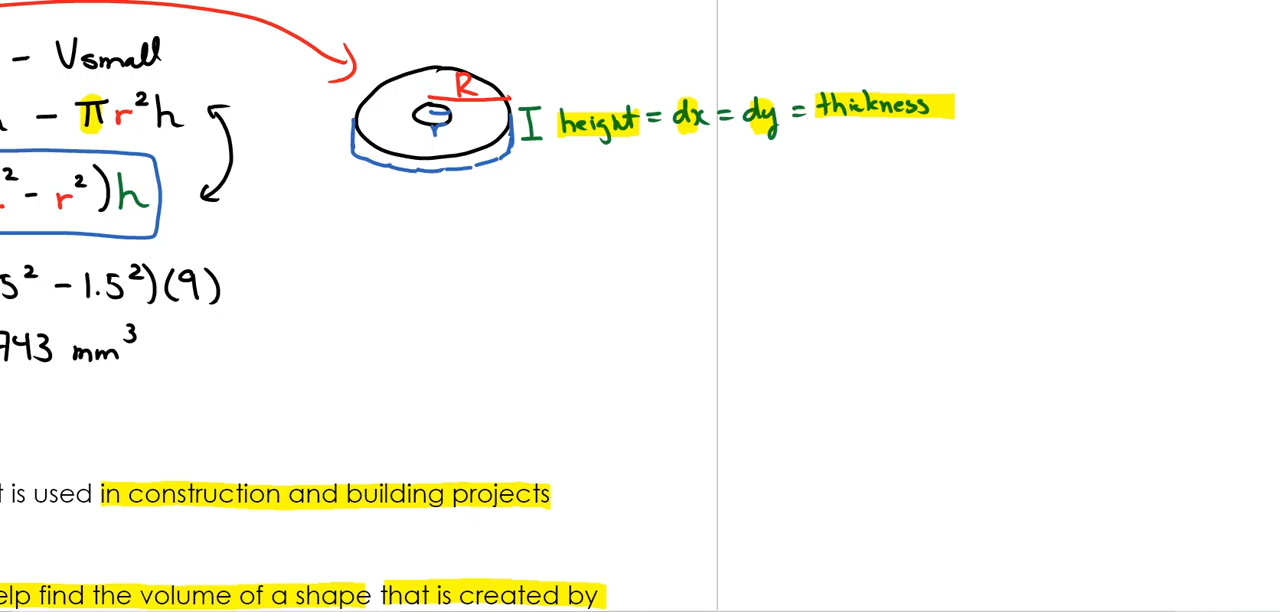 - Vsmall
- πr²h
R
r
I height = dx = dy = thickness
² - r²)h
5² - 1.5²)(9)
943 mm³
t is used in construction and building projects
elp find the volume of a shape that is created by